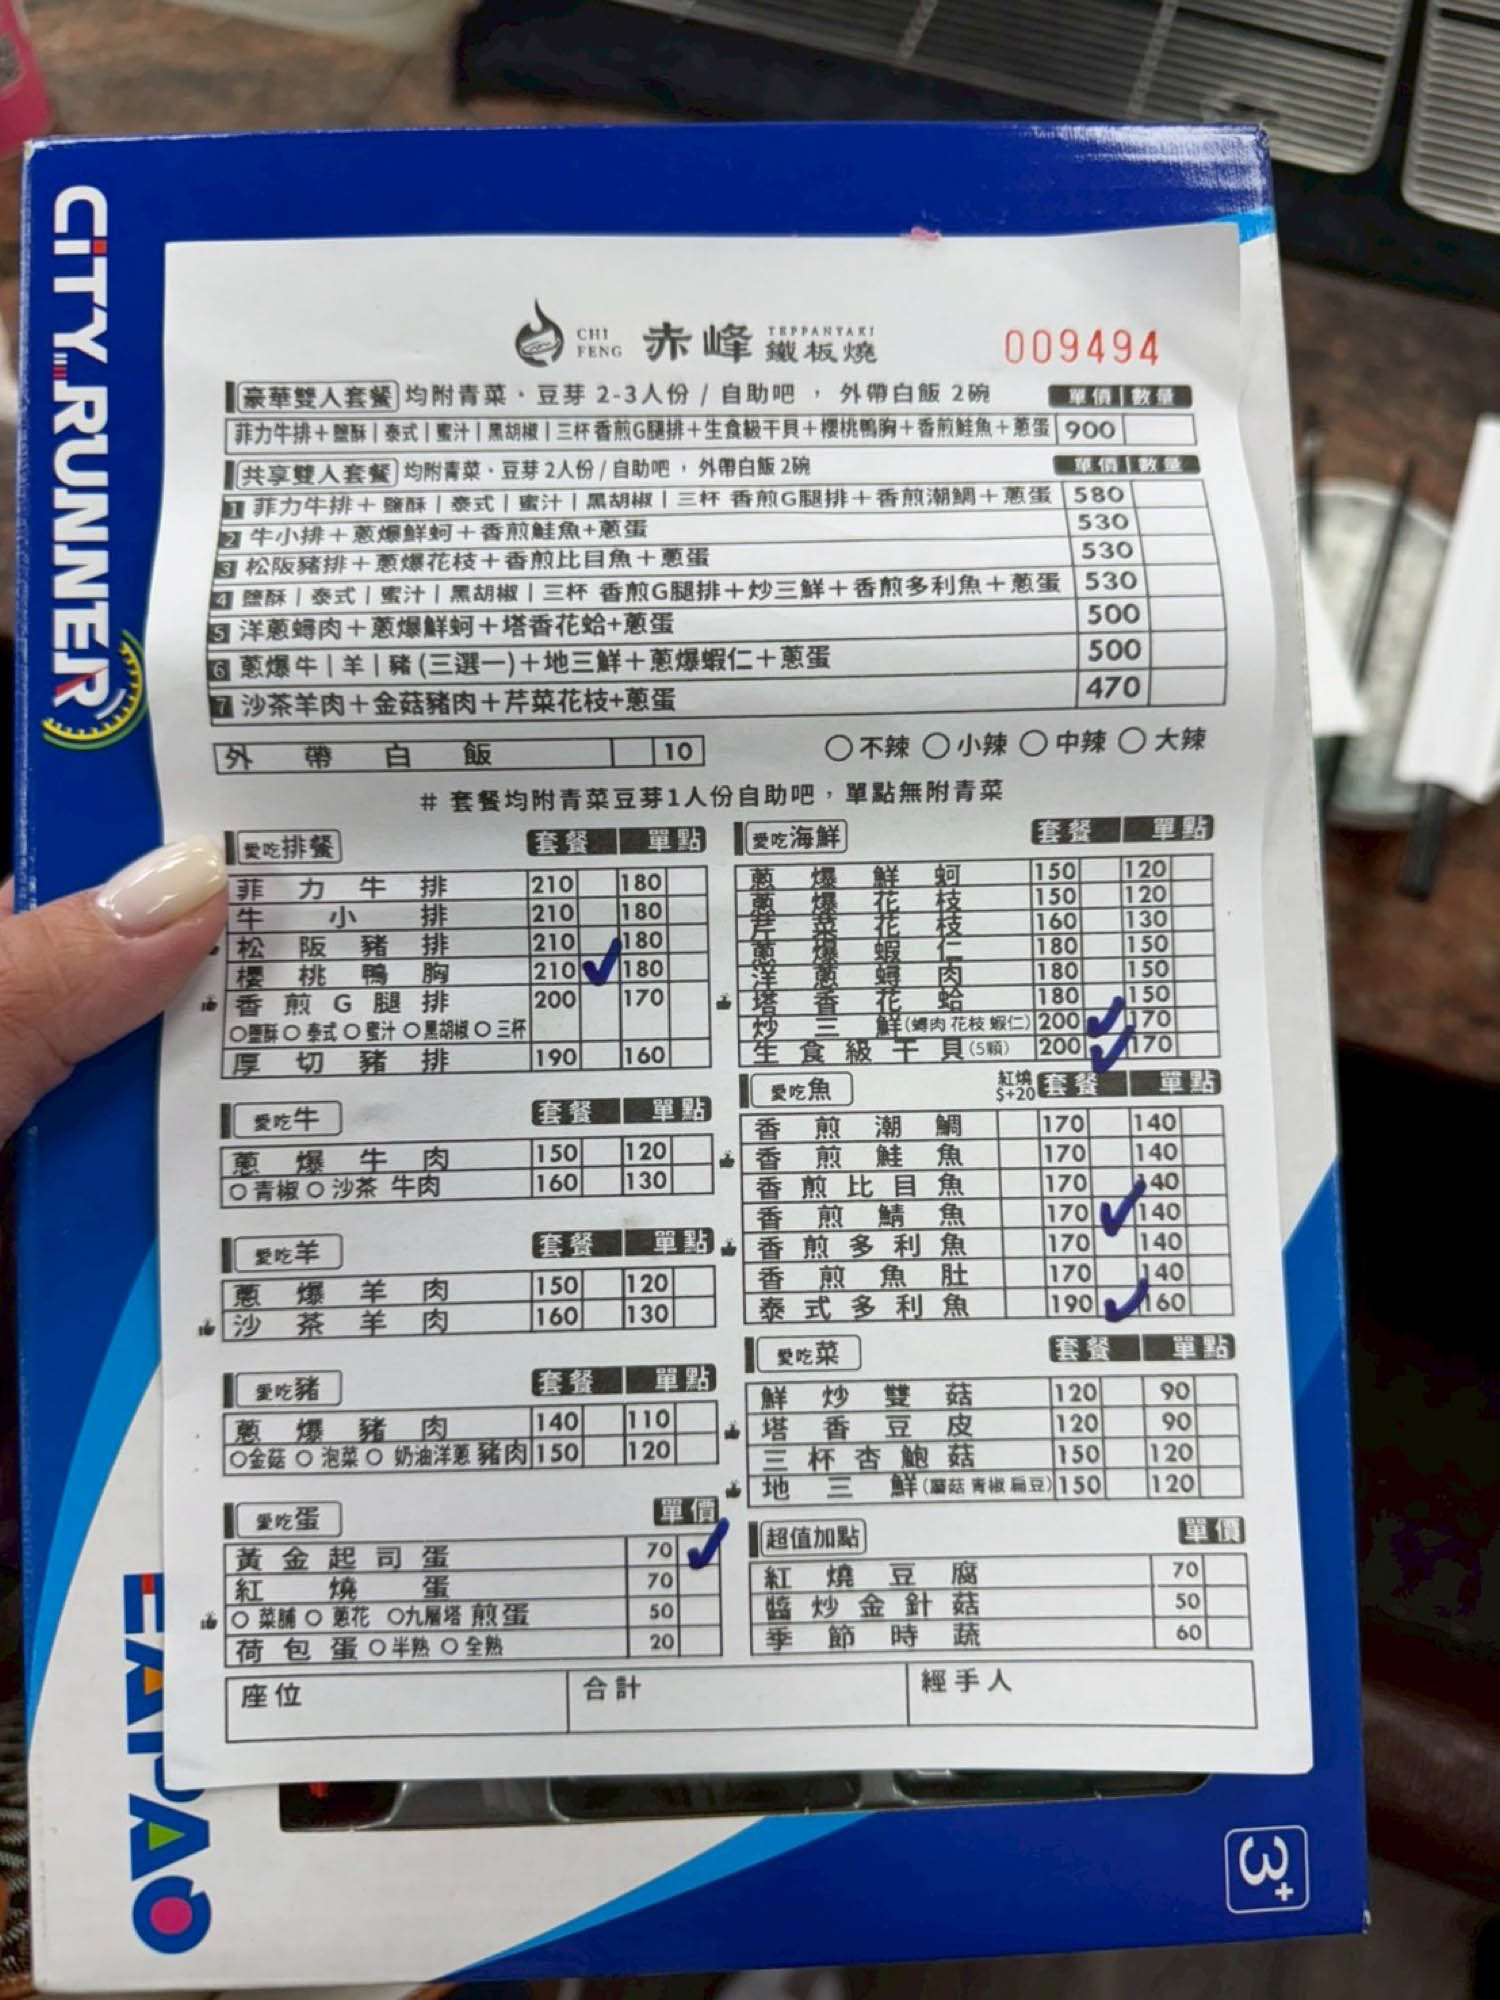 CITY RUNNER
CHI FENG 赤峰 TEPPANYAKI 鐵板燒
009494
豪華雙人套餐 均附青菜、豆芽 2-3人份 / 自助吧 ， 外帶白飯 2碗 單價 數量
菲力牛排＋鹽酥｜泰式｜蜜汁｜黑胡椒｜三杯 香煎G腿排＋生食級干貝＋櫻桃鴨胸＋香煎鮭魚＋蔥蛋 900
共享雙人套餐 均附青菜、豆芽 2人份 / 自助吧 ， 外帶白飯 2碗 單價 數量
1 菲力牛排＋ 鹽酥｜泰式｜蜜汁｜黑胡椒｜三杯 香煎G腿排＋香煎潮鯛＋蔥蛋 580
2 牛小排＋蔥爆鮮蚵＋香煎鮭魚+蔥蛋 530
3 松阪豬排＋蔥爆花枝＋香煎比目魚＋蔥蛋 530
4 鹽酥｜泰式｜蜜汁｜黑胡椒｜三杯 香煎G腿排＋炒三鮮＋香煎多利魚＋蔥蛋 530
5 洋蔥蟳肉＋蔥爆鮮蚵＋塔香花蛤+蔥蛋 500
6 蔥爆牛｜羊｜豬 (三選一)＋地三鮮＋蔥爆蝦仁＋蔥蛋 500
7 沙茶羊肉＋金菇豬肉＋芹菜花枝+蔥蛋 470
外帶白飯 10
○不辣 ○小辣 ○中辣 ○大辣
# 套餐均附青菜豆芽1人份自助吧，單點無附青菜
愛吃排餐 套餐 單點
菲力牛排 210 180
牛小排 210 180
松阪豬排 210 180
櫻桃鴨胸 210 ✓ 180
香煎G腿排 200 170
○鹽酥 ○ 泰式 ○ 蜜汁 ○黑胡椒 ○ 三杯
厚切豬排 190 160
愛吃牛 套餐 單點
蔥爆牛肉 150 120
○青椒 ○沙茶 牛肉 160 130
愛吃羊 套餐 單點
蔥爆羊肉 150 120
沙茶羊肉 160 130
愛吃豬 套餐 單點
蔥爆豬肉 140 110
○金菇 ○ 泡菜 ○ 奶油洋蔥 豬肉 150 120
愛吃蛋 單價
黃金起司蛋 70 ✓
紅燒蛋 70
○ 菜脯 ○ 蔥花 ○九層塔 煎蛋 50
荷包蛋 ○半熟 ○全熟 20
愛吃海鮮 套餐 單點
蔥爆鮮蚵 150 120
蔥爆花枝 150 120
芹菜花枝 160 130
蔥爆蝦仁 180 150
洋蔥蟳肉 180 150
塔香花蛤 180 150
炒三鮮(蟳肉 花枝 蝦仁) 200 ✓ 170
生食級干貝(5顆) 200 ✓ 170
愛吃魚 紅燒 $+20 套餐 單點
香煎潮鯛 170 140
香煎鮭魚 170 140
香煎比目魚 170 140
香煎鯖魚 170 ✓ 140
香煎多利魚 170 140
香煎魚肚 170 140
泰式多利魚 190 ✓ 160
愛吃菜 套餐 單點
鮮炒雙菇 120 90
塔香豆皮 120 90
三杯杏鮑菇 150 120
地三鮮(蘑菇 青椒 扁豆) 150 120
超值加點 單價
紅燒豆腐 70
醬炒金針菇 50
季節時蔬 60
座位 合計 經手人
3+